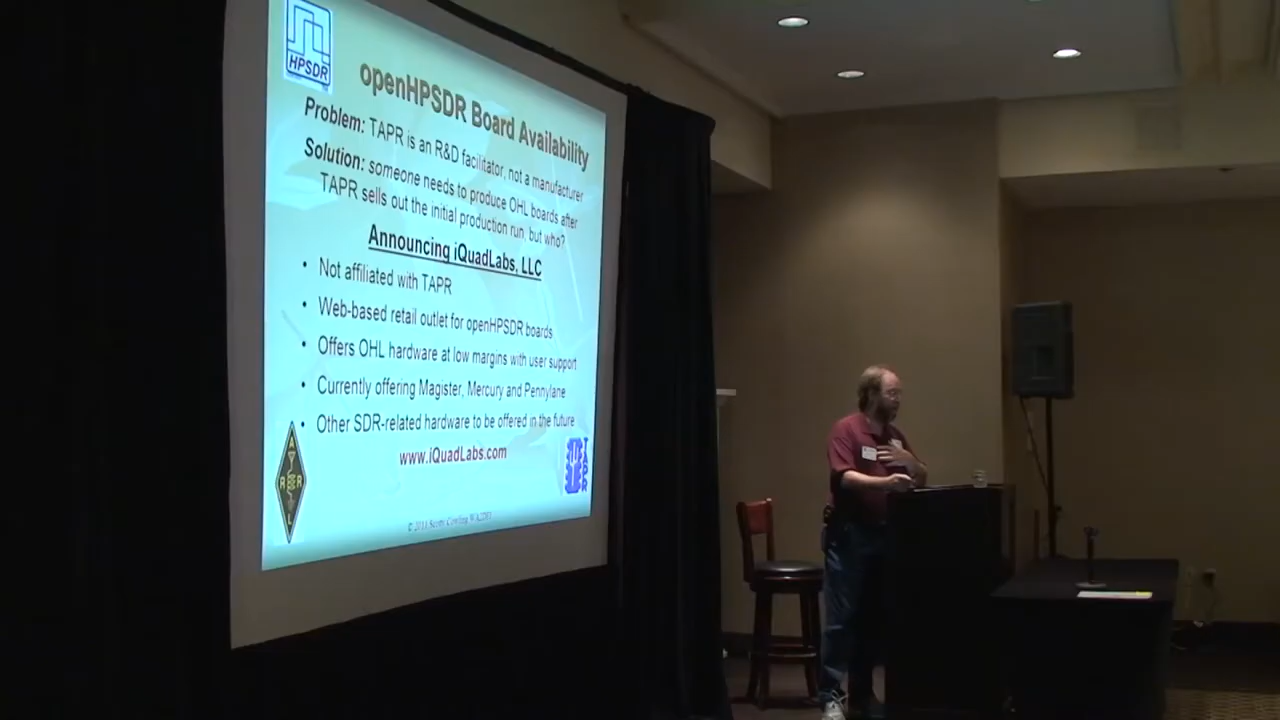 HPSDR
openHPSDR Board Availability
Problem: TAPR is an R&D facilitator, not a manufacturer
Solution: someone needs to produce OHL boards after
TAPR sells out the initial production run, but who?
Announcing iQuadLabs, LLC
• Not affiliated with TAPR
• Web-based retail outlet for openHPSDR boards
• Offers OHL hardware at low margins with user support
• Currently offering Magister, Mercury and Pennylane
• Other SDR-related hardware to be offered in the future
www.iQuadLabs.com
A
R R
L
TAPR
Scotty Cowling